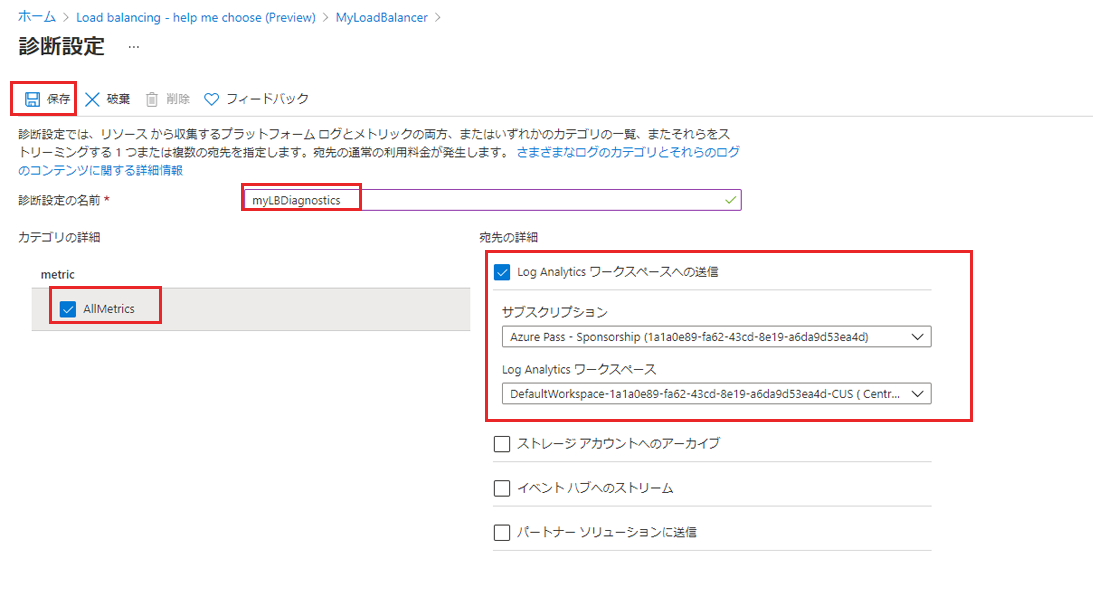 ホーム > Load balancing - help me choose (Preview) > MyLoadBalancer >
診断設定 …
保存 破棄 削除 フィードバック
診断設定では、リソース から収集するプラットフォーム ログとメトリックの両方、またはいずれかのカテゴリの一覧、またそれらをス
トリーミングする 1 つまたは複数の宛先を指定します。宛先の通常の利用料金が発生します。 さまざまなログのカテゴリとそれらのログ
のコンテンツに関する詳細情報
診断設定の名前 *
myLBDiagnostics
カテゴリの詳細
metric
AllMetrics
宛先の詳細
Log Analytics ワークスペースへの送信
サブスクリプション
Azure Pass - Sponsorship (1a1a0e89-fa62-43cd-8e19-a6da9d53ea4d)
Log Analytics ワークスペース
DefaultWorkspace-1a1a0e89-fa62-43cd-8e19-a6da9d53ea4d-CUS ( Centr...
ストレージ アカウントへのアーカイブ
イベント ハブへのストリーム
パートナー ソリューションに送信